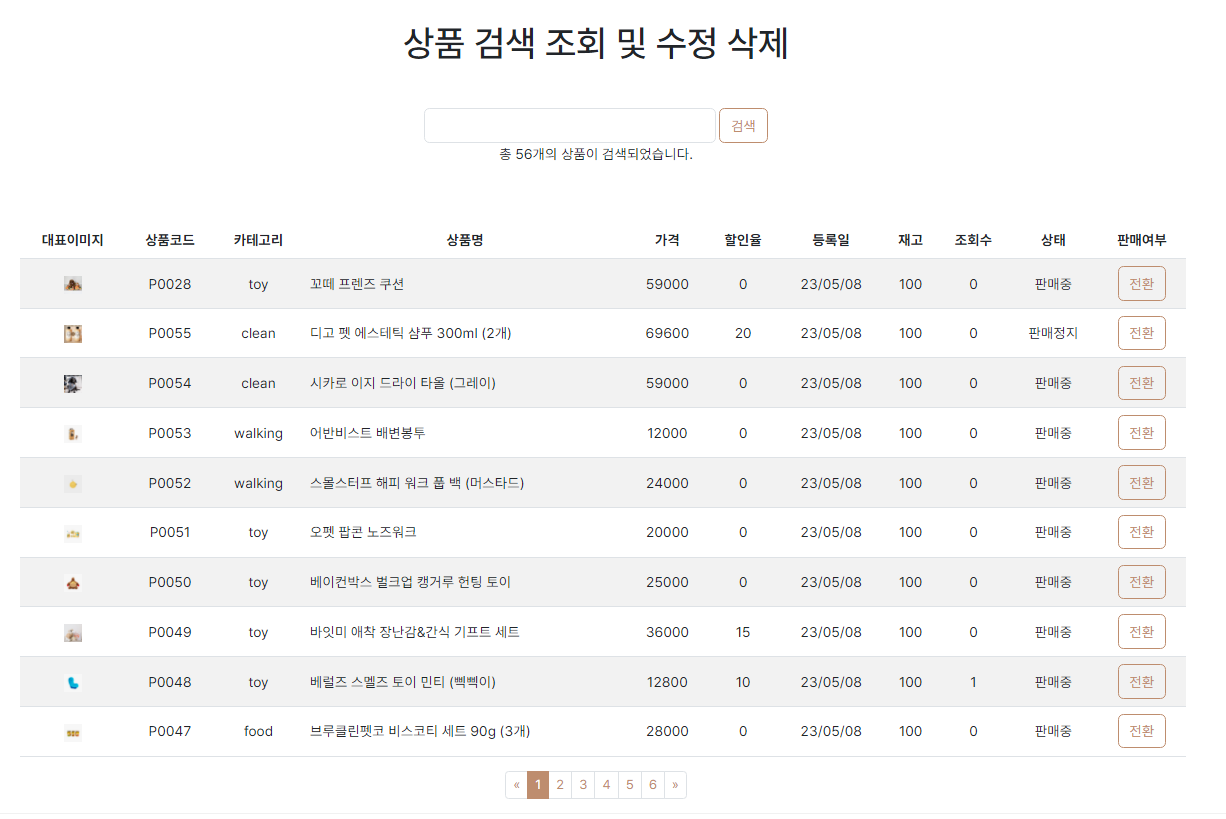 상품 검색 조회 및 수정 삭제
검색
총 56개의 상품이 검색되었습니다.
대표이미지 상품코드 카테고리 상품명 가격 할인율 등록일 재고 조회수 상태 판매여부
P0028 toy 꼬떼 프렌즈 쿠션 59000 0 23/05/08 100 0 판매중 전환
P0055 clean 디고 펫 에스테틱 샴푸 300ml (2개) 69600 20 23/05/08 100 0 판매정지 전환
P0054 clean 시카로 이지 드라이 타올 (그레이) 59000 0 23/05/08 100 0 판매중 전환
P0053 walking 어반비스트 배변봉투 12000 0 23/05/08 100 0 판매중 전환
P0052 walking 스몰스터프 해피 워크 풉 백 (머스타드) 24000 0 23/05/08 100 0 판매중 전환
P0051 toy 오펫 팝콘 노즈워크 20000 0 23/05/08 100 0 판매중 전환
P0050 toy 베이컨박스 벌크업 캥거루 헌팅 토이 25000 0 23/05/08 100 0 판매중 전환
P0049 toy 바잇미 애착 장난감&간식 기프트 세트 36000 15 23/05/08 100 0 판매중 전환
P0048 toy 베럴즈 스멜즈 토이 민티 (삑삑이) 12800 10 23/05/08 100 1 판매중 전환
P0047 food 브루클린펫코 비스코티 세트 90g (3개) 28000 0 23/05/08 100 0 판매중 전환
« 1 2 3 4 5 6 »